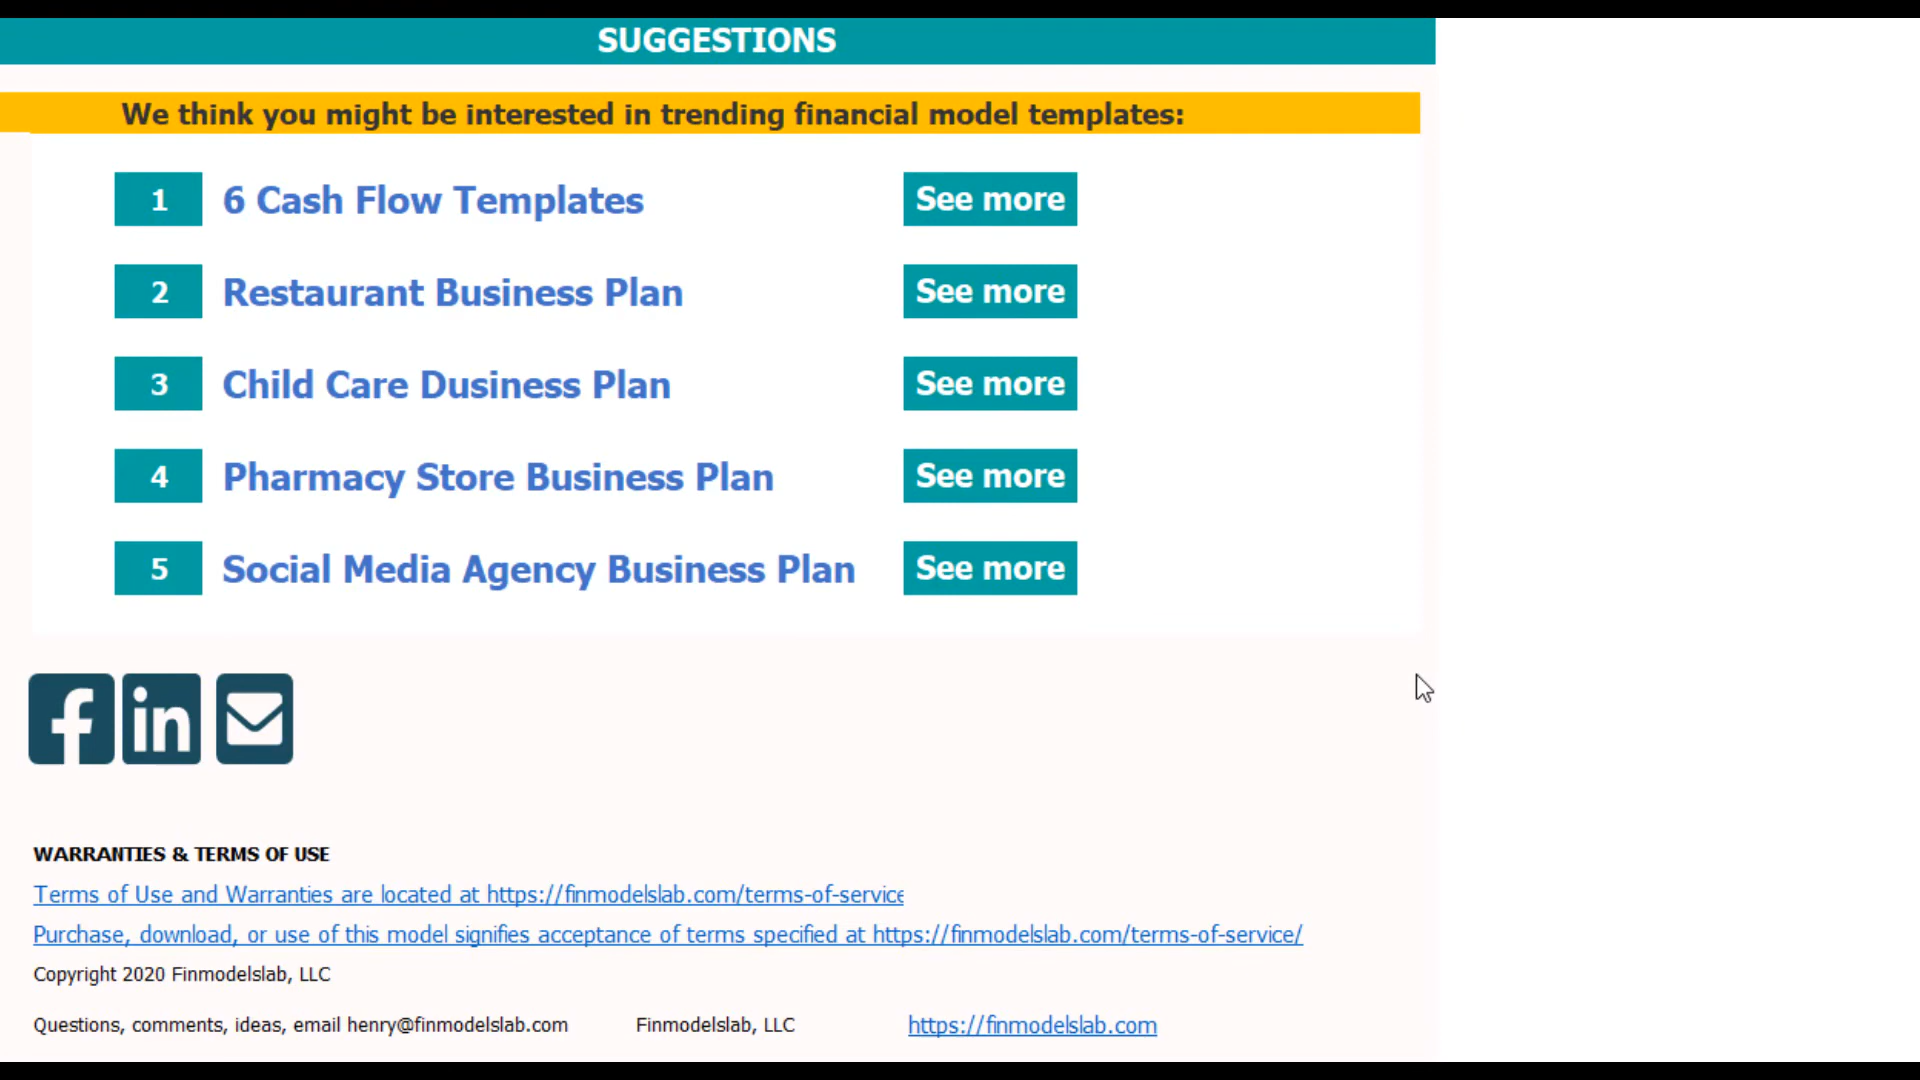 SUGGESTIONS
We think you might be interested in trending financial model templates:
1 6 Cash Flow Templates See more
2 Restaurant Business Plan See more
3 Child Care Dusiness Plan See more
4 Pharmacy Store Business Plan See more
5 Social Media Agency Business Plan See more
f in
WARRANTIES & TERMS OF USE
Terms of Use and Warranties are located at https://finmodelslab.com/terms-of-service
Purchase, download, or use of this model signifies acceptance of terms specified at https://finmodelslab.com/terms-of-service/
Copyright 2020 Finmodelslab, LLC
Questions, comments, ideas, email henry@finmodelslab.com Finmodelslab, LLC https://finmodelslab.com